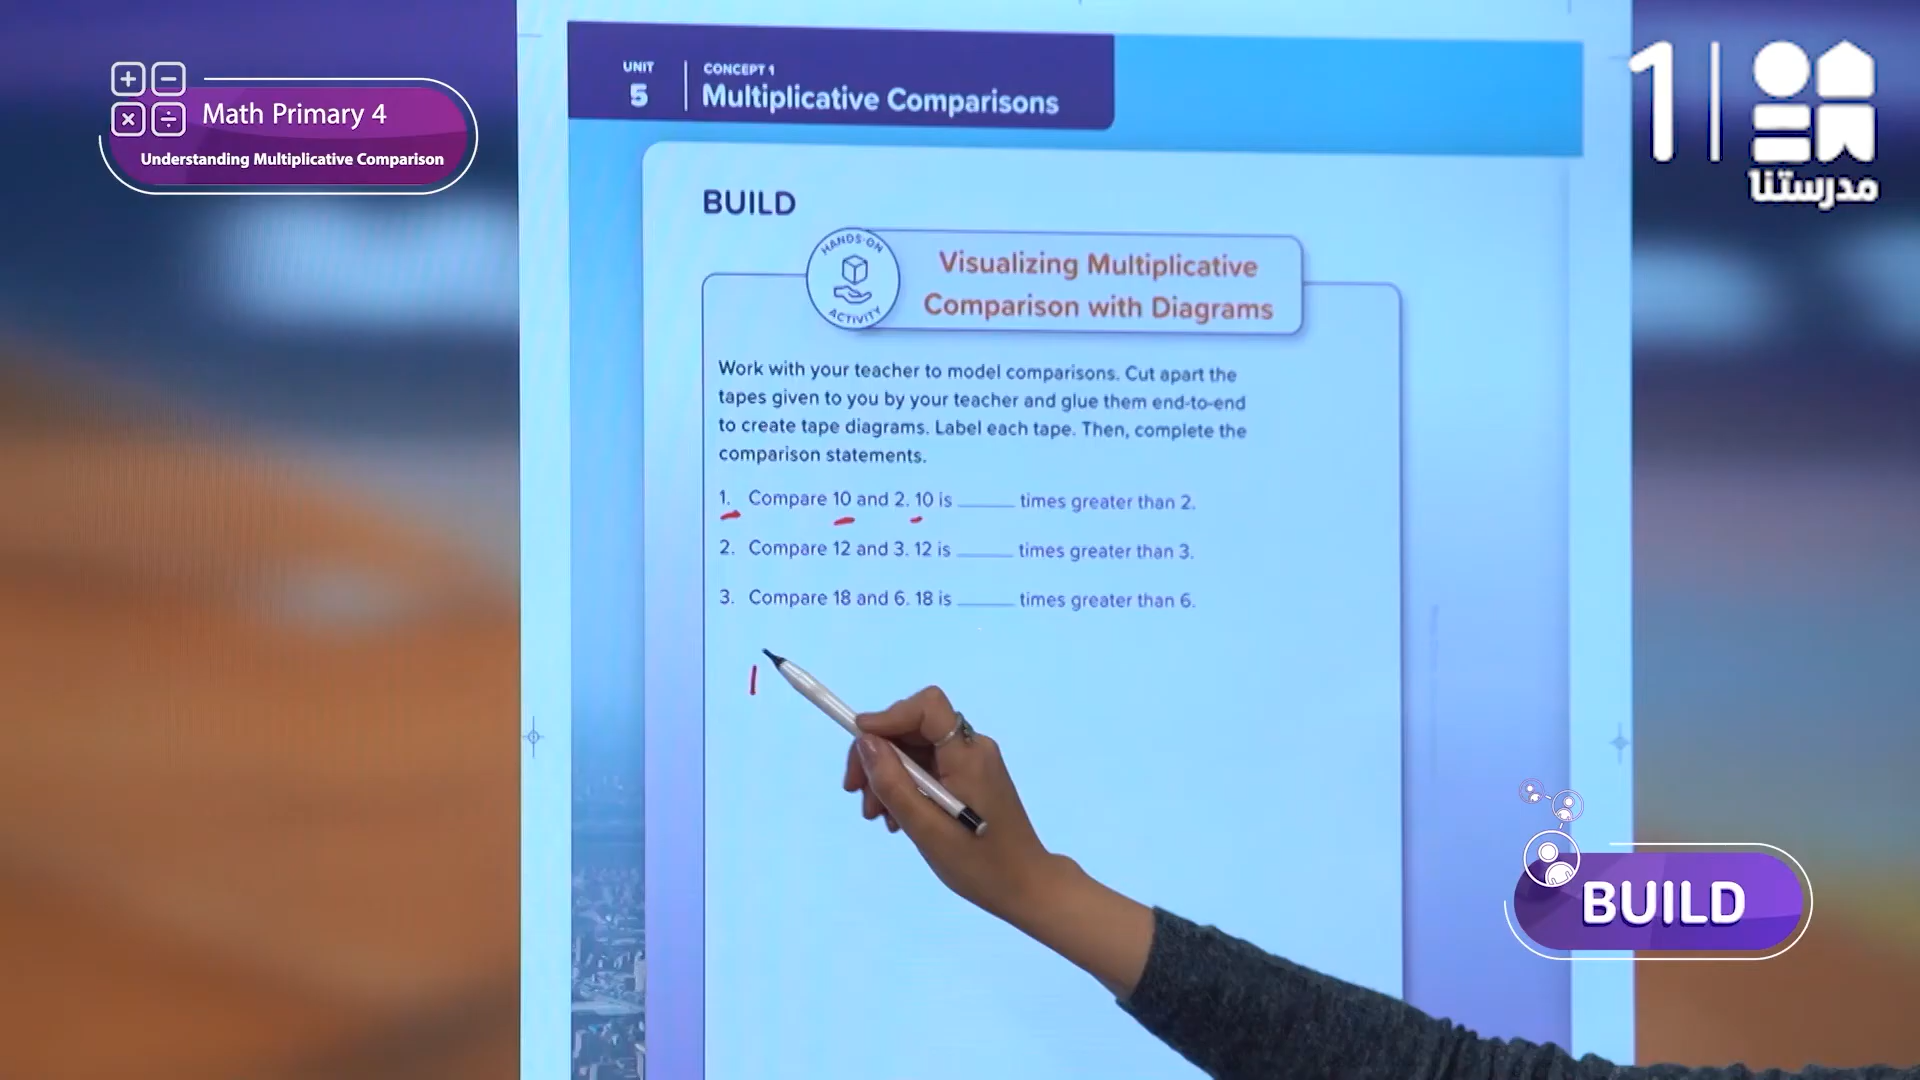 Math Primary 4
Understanding Multiplicative Comparison
UNIT
5
CONCEPT 1
Multiplicative Comparisons
1
مدرستنا
BUILD
HANDS-ON
ACTIVITY
Visualizing Multiplicative
Comparison with Diagrams
Work with your teacher to model comparisons. Cut apart the
tapes given to you by your teacher and glue them end-to-end
to create tape diagrams. Label each tape. Then, complete the
comparison statements.
1. Compare 10 and 2. 10 is _____ times greater than 2.
2. Compare 12 and 3. 12 is _____ times greater than 3.
3. Compare 18 and 6. 18 is _____ times greater than 6.
1
BUILD